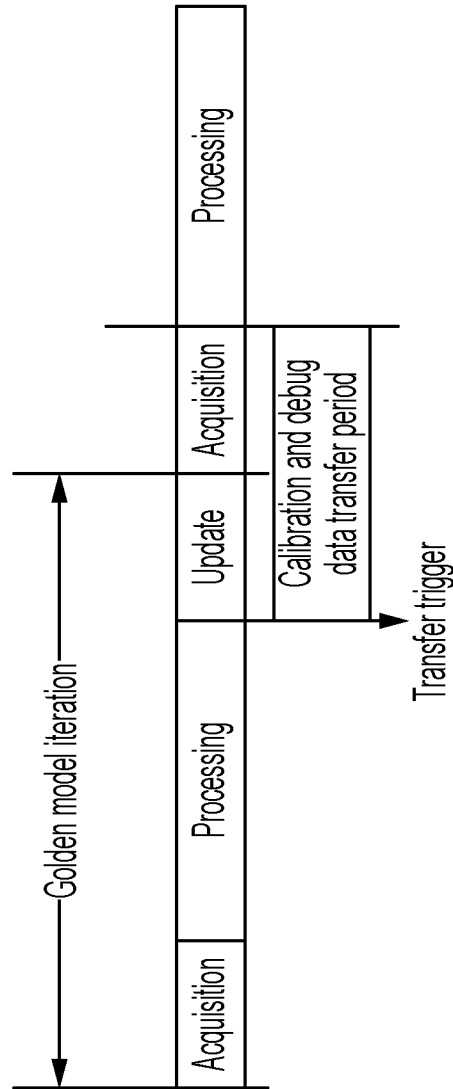 Golden model iteration
Acquisition
Processing
Update
Acquisition
Processing
Calibration and debug
data transfer period
Transfer trigger